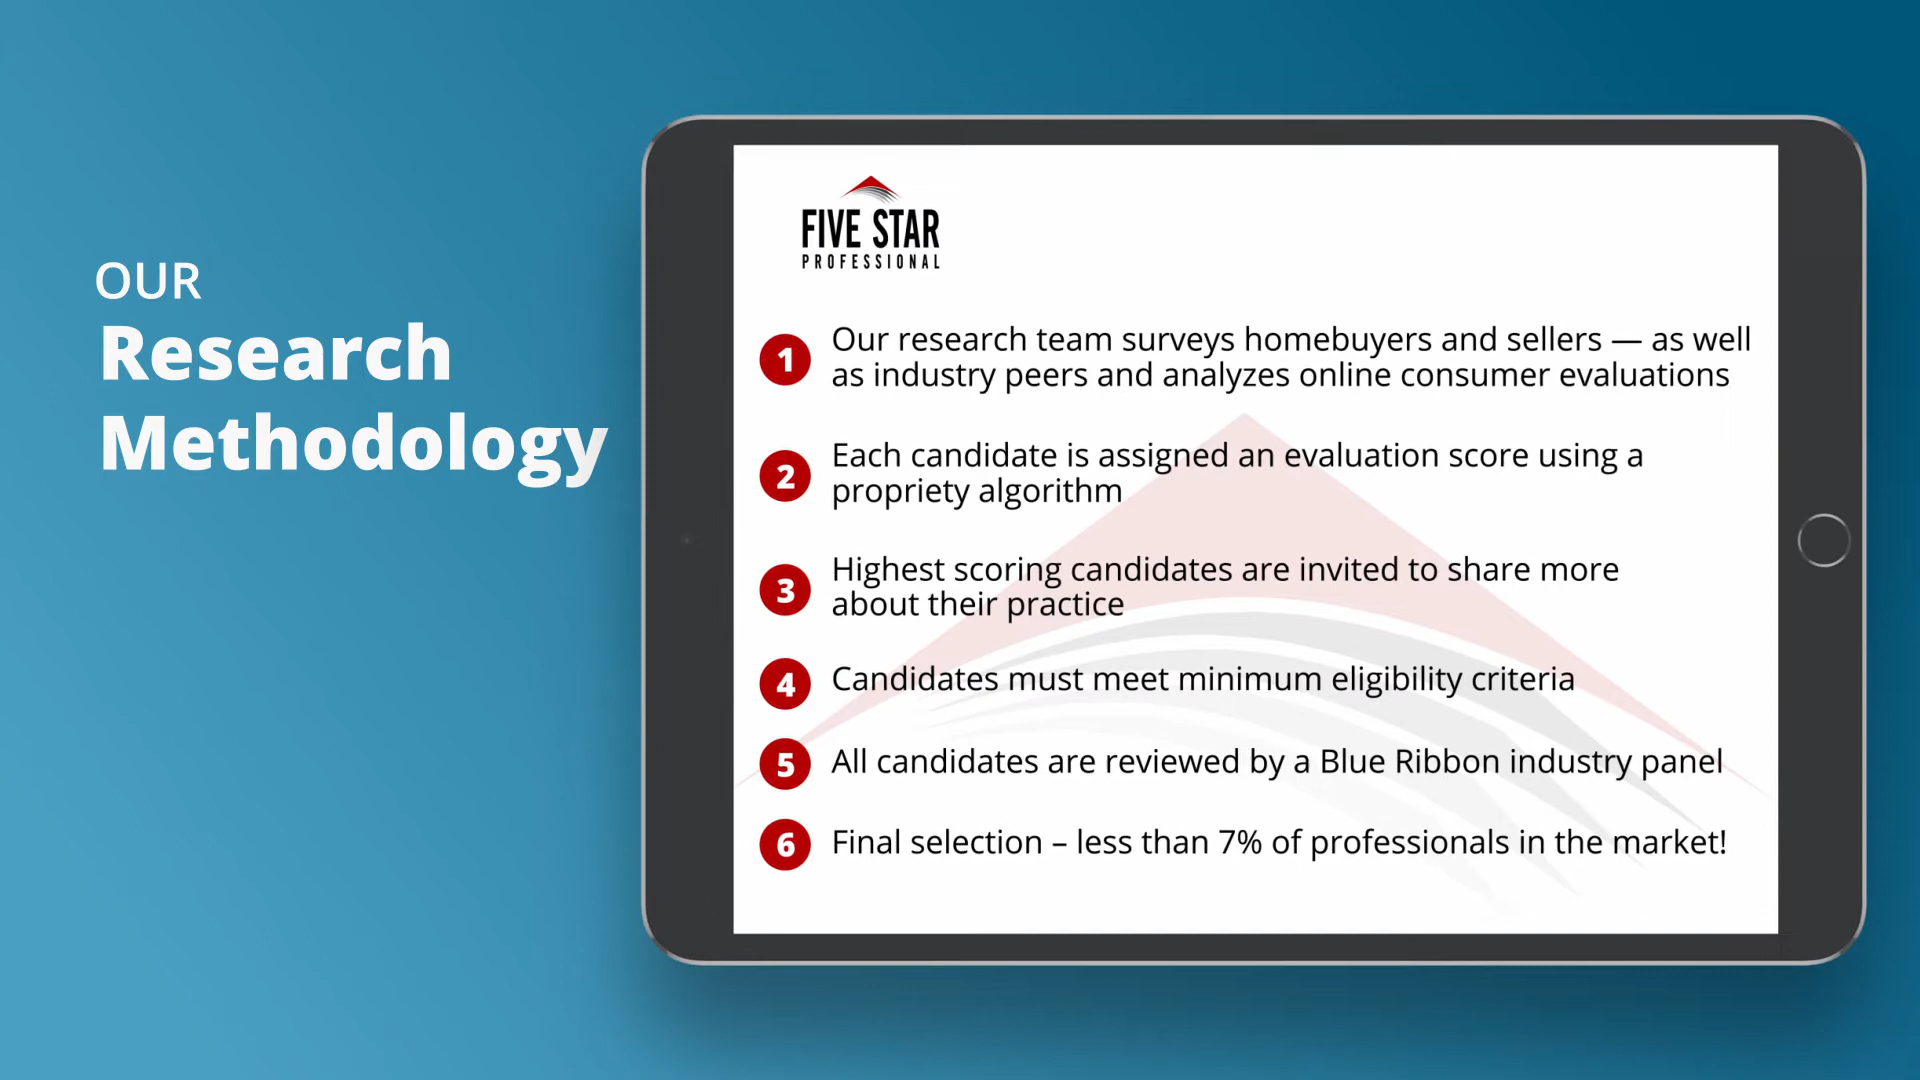 OUR
Research
Methodology
FIVE STAR
PROFESSIONAL
1 Our research team surveys homebuyers and sellers — as well
as industry peers and analyzes online consumer evaluations
2 Each candidate is assigned an evaluation score using a
propriety algorithm
3 Highest scoring candidates are invited to share more
about their practice
4 Candidates must meet minimum eligibility criteria
5 All candidates are reviewed by a Blue Ribbon industry panel
6 Final selection – less than 7% of professionals in the market!